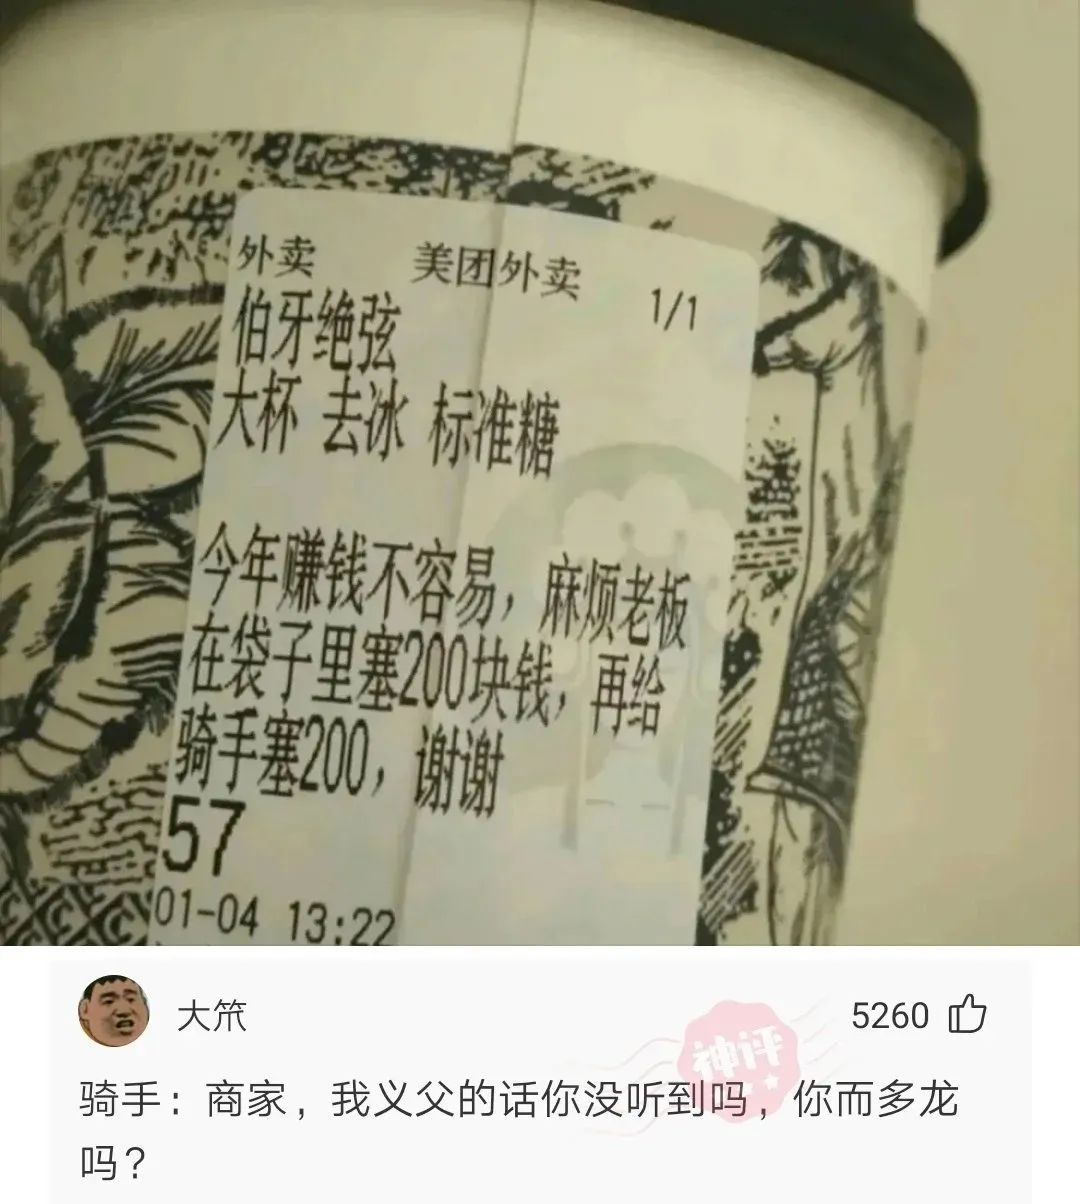 外卖 美团外卖 1/1
伯牙绝弦
大杯 去冰 标准糖
今年赚钱不容易，麻烦老板
在袋子里塞200块钱，再给
骑手塞200，谢谢
57
01-04 13:22
大笊 5260
神评
骑手：商家，我义父的话你没听到吗，你而多龙
吗？